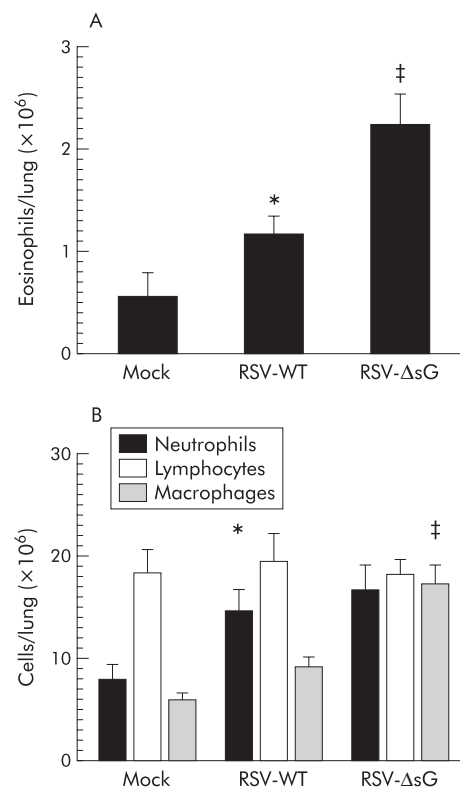 A
Eosinophils/lung (×10⁶)
3
2
1
0
‡
*
Mock
RSV-WT
RSV-ΔsG
B
Cells/lung (×10⁶)
30
20
10
0
Neutrophils
Lymphocytes
Macrophages
*
‡
Mock
RSV-WT
RSV-ΔsG